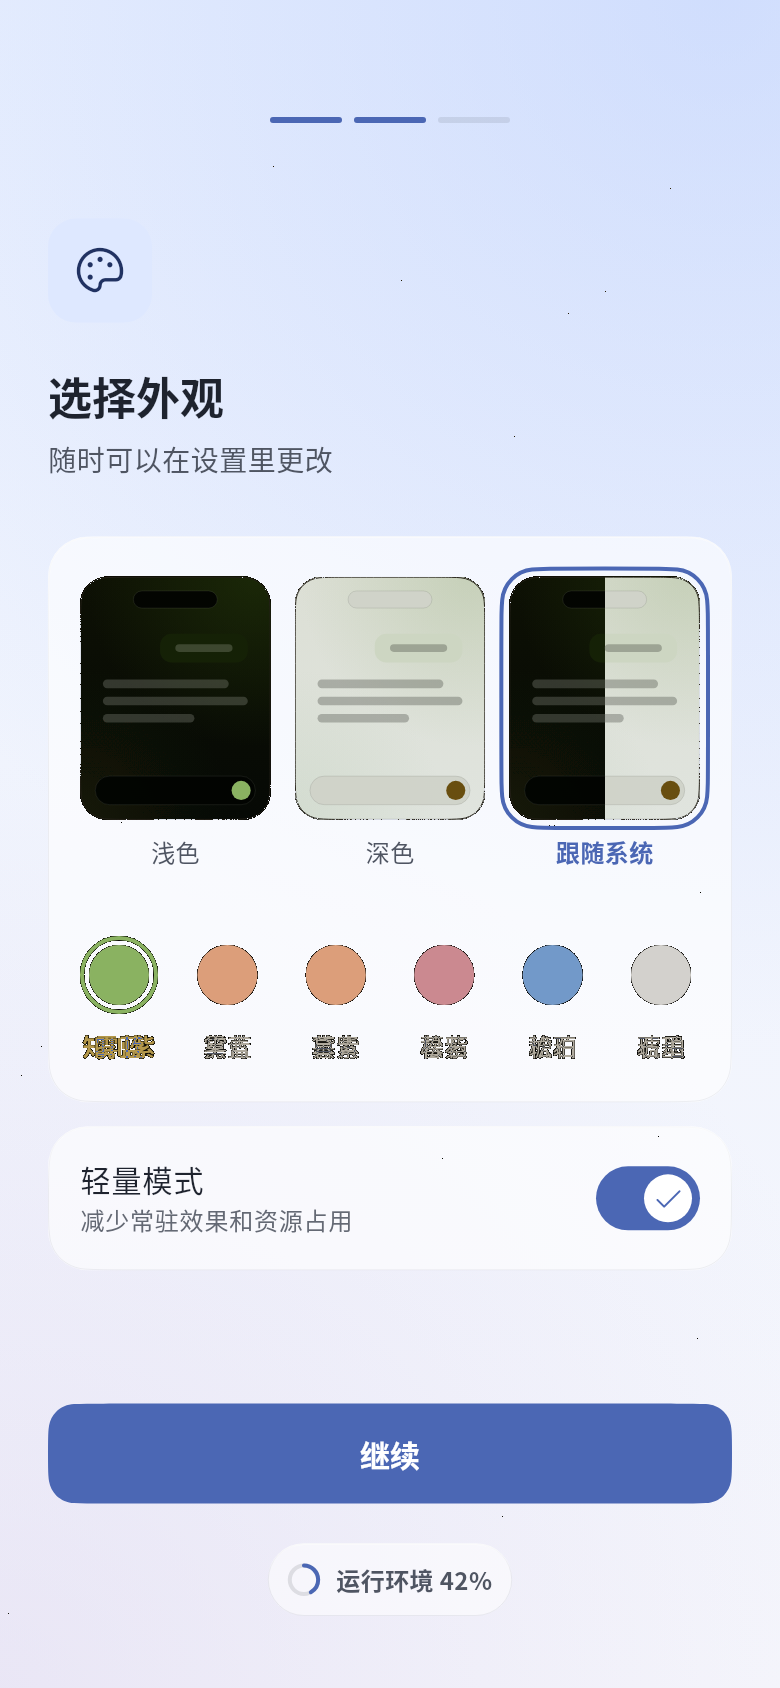 选择外观
随时可以在设置里更改
浅色
深色
跟随系统
轻量模式
减少常驻效果和资源占用
继续
运行环境 42%